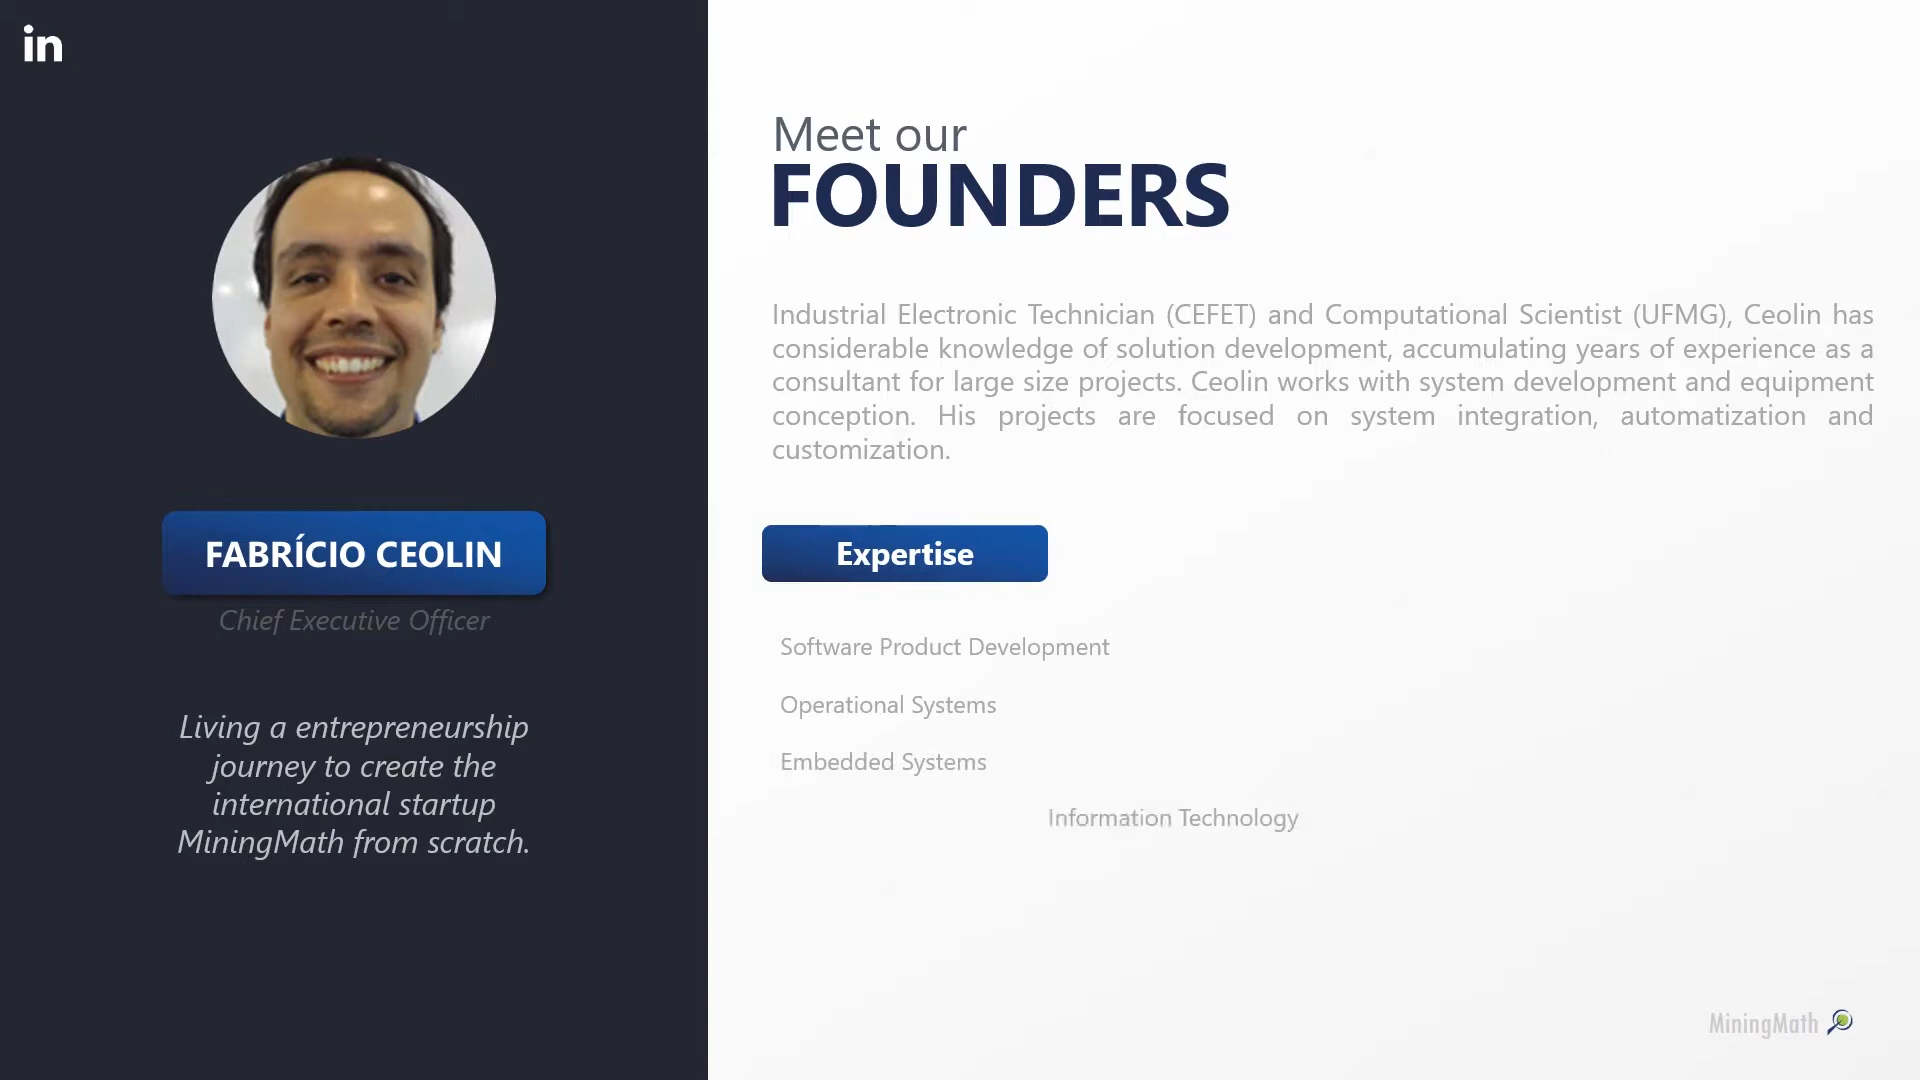 in
FABRÍCIO CEOLIN
Chief Executive Officer
Living a entrepreneurship
journey to create the
international startup
MiningMath from scratch.
Meet our
FOUNDERS
Industrial Electronic Technician (CEFET) and Computational Scientist (UFMG), Ceolin has
considerable knowledge of solution development, accumulating years of experience as a
consultant for large size projects. Ceolin works with system development and equipment
conception. His projects are focused on system integration, automatization and
customization.
Expertise
Software Product Development
Operational Systems
Embedded Systems
Information Technology
MiningMath